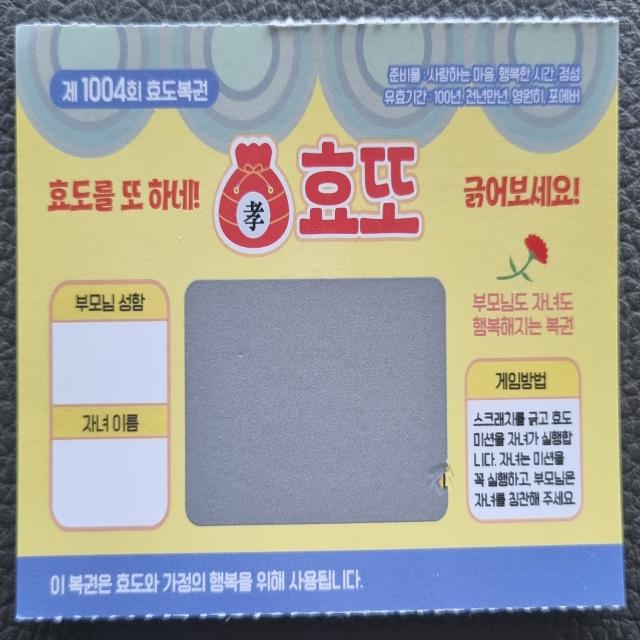 제 1004회 효도복권
준비물 : 사랑하는 마음, 행복한 시간, 정성
유효기간 : 100년, 천년만년, 영원히, 포에버
효도를 또 하네!
孝
효또
긁어보세요!
부모님도 자녀도
행복해지는 복권
부모님 성함
자녀 이름
게임방법
스크래치를 긁고 효도
미션을 자녀가 실행합
니다. 자녀는 미션을
꼭 실행하고, 부모님은
자녀를 칭찬해 주세요.
이 복권은 효도와 가정의 행복을 위해 사용됩니다.